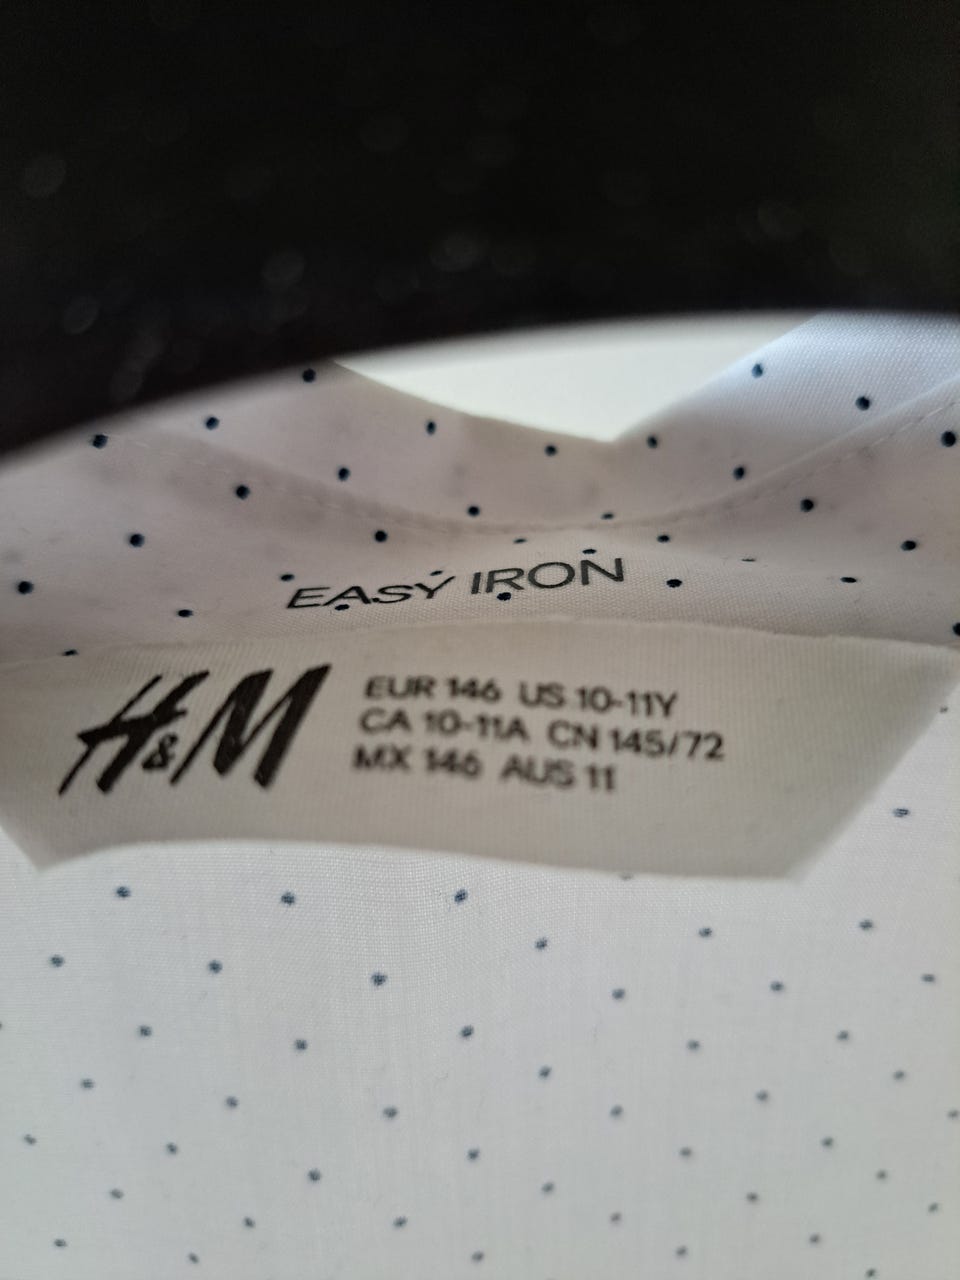 EASY IRON
H&M
EUR 146 US 10-11Y
CA 10-11A CN 145/72
MX 146 AUS 11